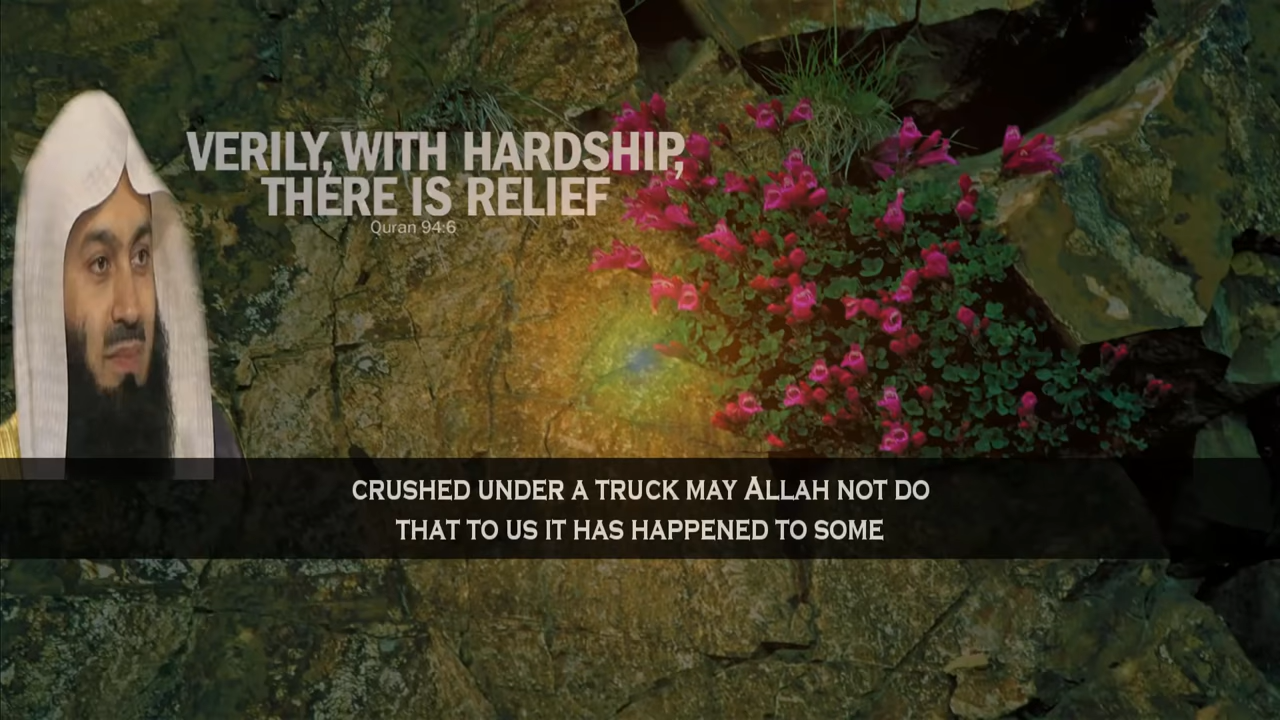 VERILY, WITH HARDSHIP,
THERE IS RELIEF
Quran 94:6
CRUSHED UNDER A TRUCK MAY ALLAH NOT DO
THAT TO US IT HAS HAPPENED TO SOME